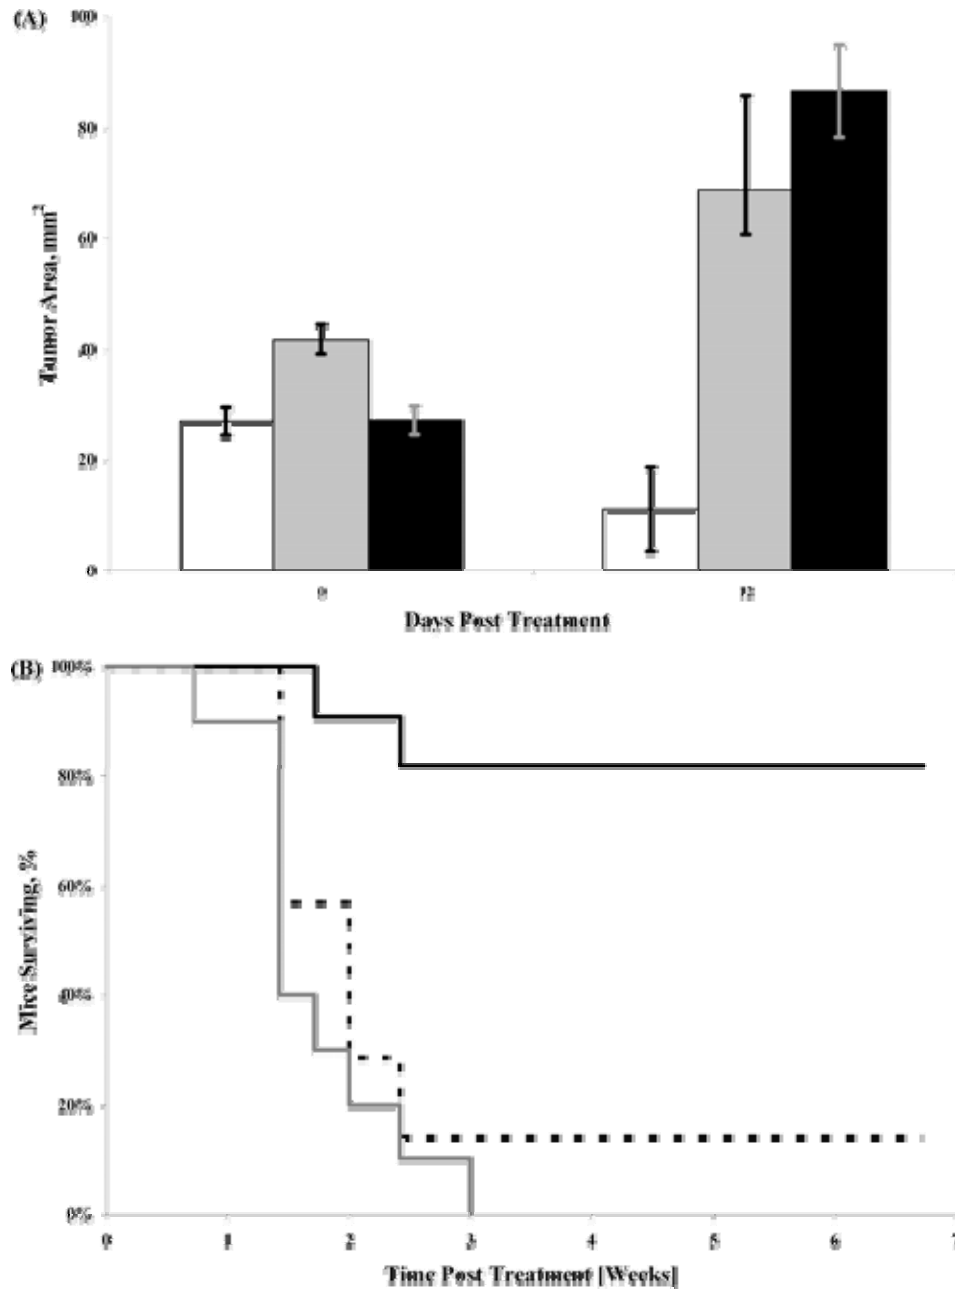 (A)
100
80
60
40
20
0
Tumor Area, mm²
0
12
Days Post Treatment
(B)
100%
80%
60%
40%
20%
0%
Mice Surviving, %
0 1 2 3 4 5 6 7
Time Post Treatment [Weeks]